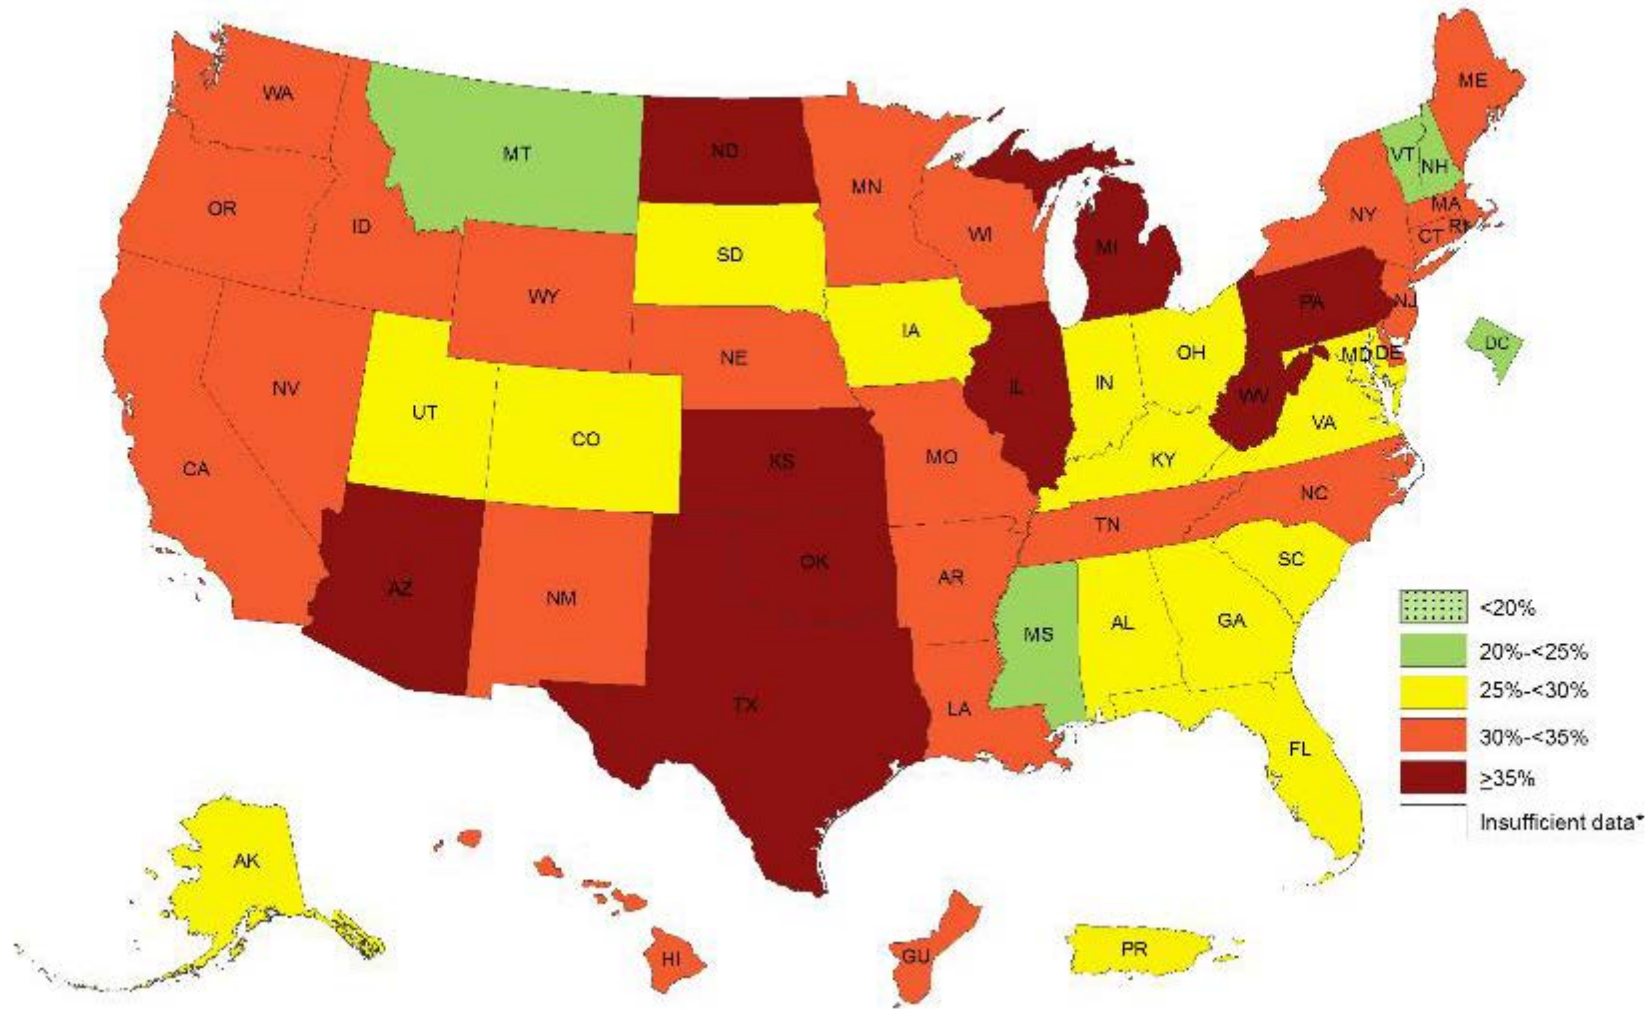 WA
MT
ND
MN
ME
VT
NH
OR
ID
WI
NY
MA
RI
CT
SD
MI
WY
PA
NJ
IA
NE
OH
MD
DE
DC
NV
UT
CO
IL
IN
WV
VA
CA
KS
MO
KY
NC
TN
AZ
NM
OK
AR
SC
MS
AL
GA
TX
LA
FL
<20%
20%-<25%
25%-<30%
30%-<35%
≥35%
Insufficient data*
AK
HI
GU
PR